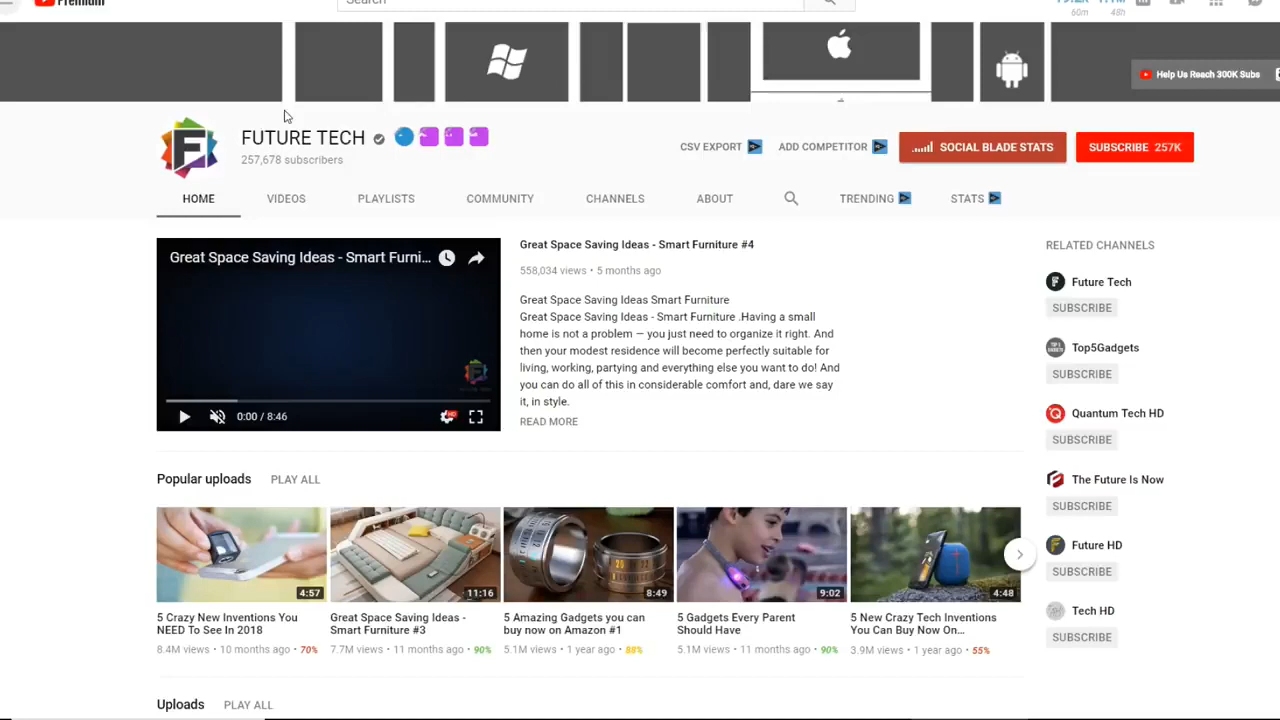 Premium
Search
60m 48h
Help Us Reach 300K Subs
FUTURE TECH
257,678 subscribers
CSV EXPORT
ADD COMPETITOR
SOCIAL BLADE STATS
SUBSCRIBE 257K
HOME VIDEOS PLAYLISTS COMMUNITY CHANNELS ABOUT TRENDING STATS
Great Space Saving Ideas - Smart Furni...
0:00 / 8:46
HD
Great Space Saving Ideas - Smart Furniture #4
558,034 views • 5 months ago
Great Space Saving Ideas Smart Furniture
Great Space Saving Ideas - Smart Furniture .Having a small
home is not a problem — you just need to organize it right. And
then your modest residence will become perfectly suitable for
living, working, partying and everything else you want to do! And
you can do all of this in considerable comfort and, dare we say
it, in style.
READ MORE
RELATED CHANNELS
Future Tech
SUBSCRIBE
Top5Gadgets
SUBSCRIBE
Quantum Tech HD
SUBSCRIBE
The Future Is Now
SUBSCRIBE
Future HD
SUBSCRIBE
Tech HD
SUBSCRIBE
Popular uploads PLAY ALL
4:57
5 Crazy New Inventions You
NEED To See In 2018
8.4M views • 10 months ago • 70%
11:16
Great Space Saving Ideas -
Smart Furniture #3
7.7M views • 11 months ago • 90%
8:49
5 Amazing Gadgets you can
buy now on Amazon #1
5.1M views • 1 year ago • 88%
9:02
5 Gadgets Every Parent
Should Have
5.1M views • 11 months ago • 90%
4:48
5 New Crazy Tech Inventions
You Can Buy Now On...
3.9M views • 1 year ago • 55%
Uploads PLAY ALL